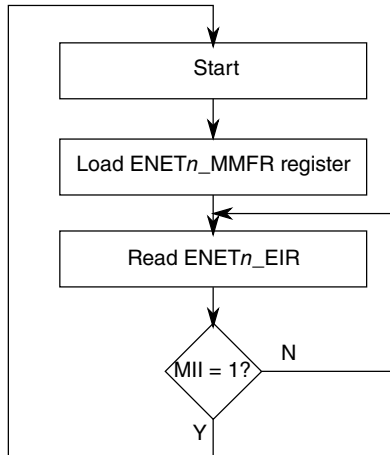 Start
Load ENETn_MMFR register
Read ENETn_EIR
MII = 1?
N
Y